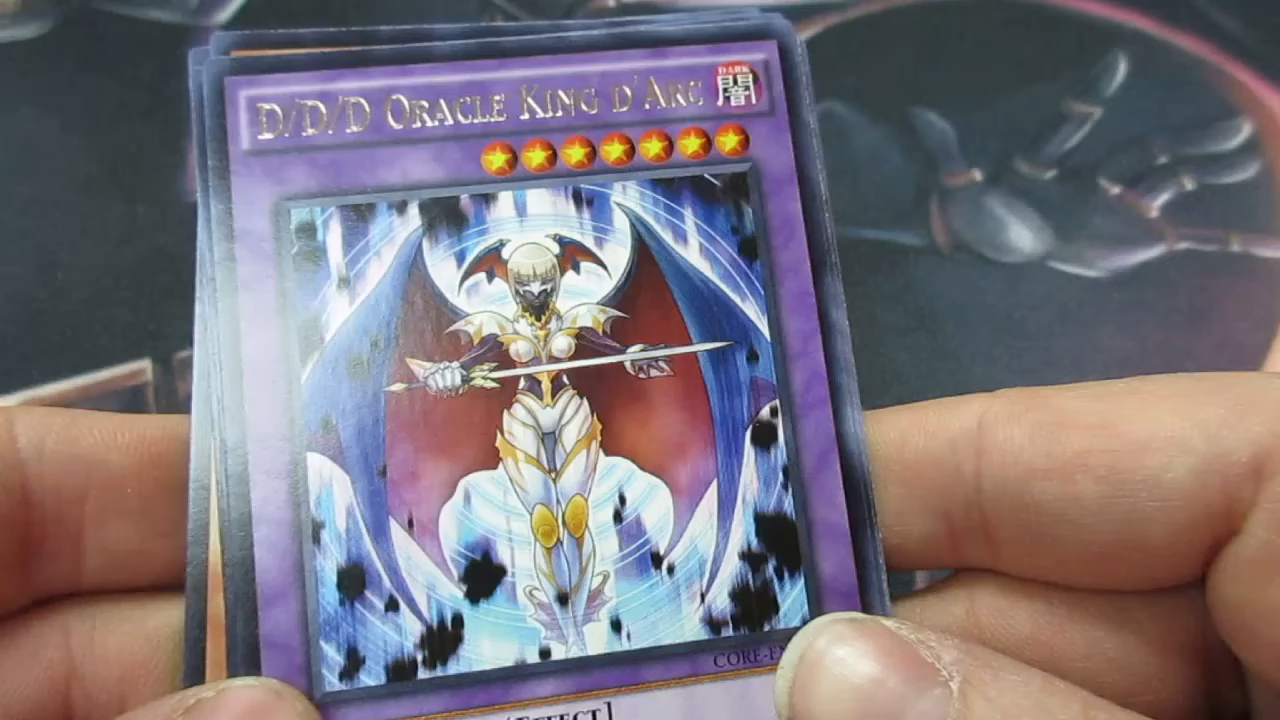 D/D/D ORACLE KING D'ARC
DARK
闇
CORE-EN
/EFFECT]